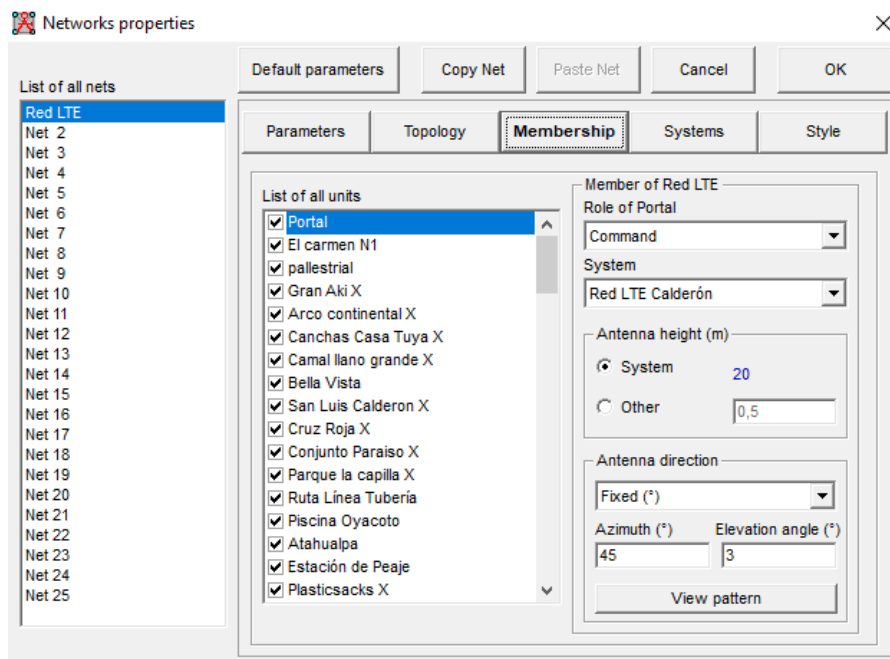 Networks properties
Default parameters
Copy Net
Paste Net
Cancel
OK
List of all nets
Red LTE
Net 2
Net 3
Net 4
Net 5
Net 6
Net 7
Net 8
Net 9
Net 10
Net 11
Net 12
Net 13
Net 14
Net 15
Net 16
Net 17
Net 18
Net 19
Net 20
Net 21
Net 22
Net 23
Net 24
Net 25
Parameters
Topology
Membership
Systems
Style
List of all units
Portal
El carmen N1
pallestrial
Gran Aki X
Arco continental X
Canchas Casa Tuya X
Camal llano grande X
Bella Vista
San Luis Calderon X
Cruz Roja X
Conjunto Paraiso X
Parque la capilla X
Ruta Línea Tubería
Piscina Oyacoto
Atahualpa
Estación de Peaje
Plasticsacks X
Member of Red LTE
Role of Portal
Command
System
Red LTE Calderón
Antenna height (m)
System 20
Other 0,5
Antenna direction
Fixed (°)
Azimuth (°) Elevation angle (°)
45 3
View pattern